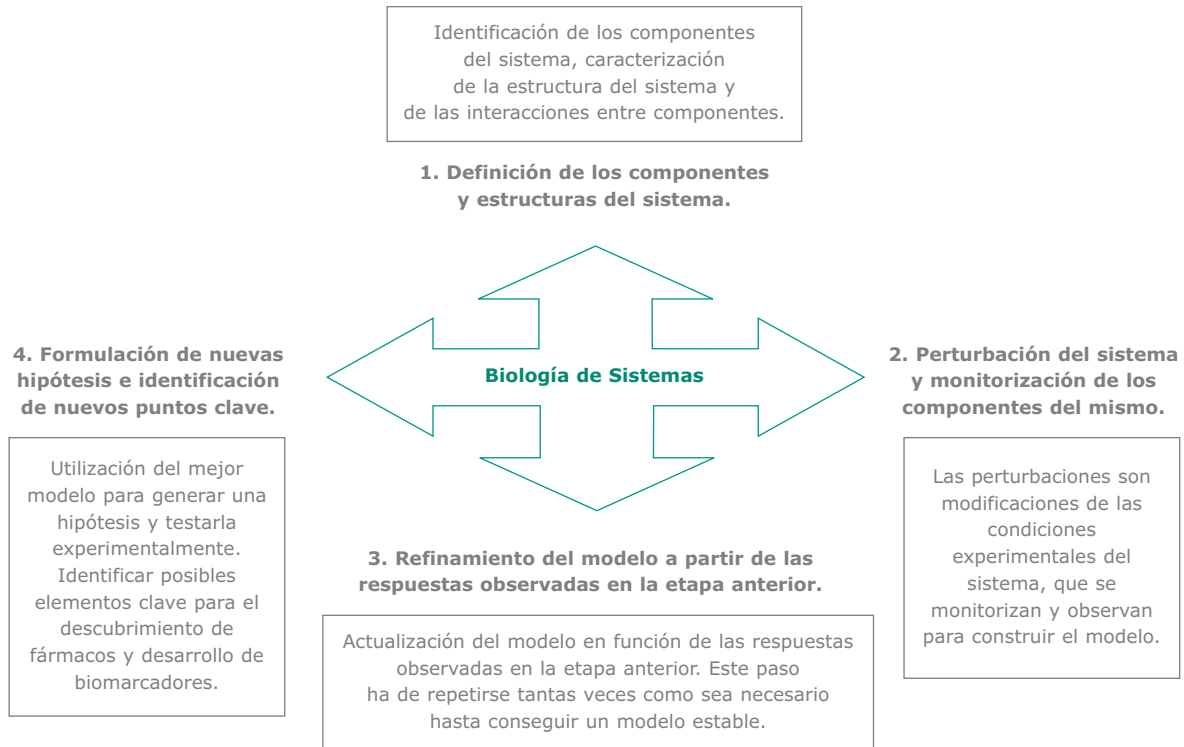 Identificación de los componentes
del sistema, caracterización
de la estructura del sistema y
de las interacciones entre componentes.
1. Definición de los componentes
y estructuras del sistema.
Biología de Sistemas
2. Perturbación del sistema
y monitorización de los
componentes del mismo.
Las perturbaciones son
modificaciones de las
condiciones
experimentales del
sistema, que se
monitorizan y observan
para construir el modelo.
3. Refinamiento del modelo a partir de las
respuestas observadas en la etapa anterior.
Actualización del modelo en función de las respuestas
observadas en la etapa anterior. Este paso
ha de repetirse tantas veces como sea necesario
hasta conseguir un modelo estable.
4. Formulación de nuevas
hipótesis e identificación
de nuevos puntos clave.
Utilización del mejor
modelo para generar una
hipótesis y testarla
experimentalmente.
Identificar posibles
elementos clave para el
descubrimiento de
fármacos y desarrollo de
biomarcadores.